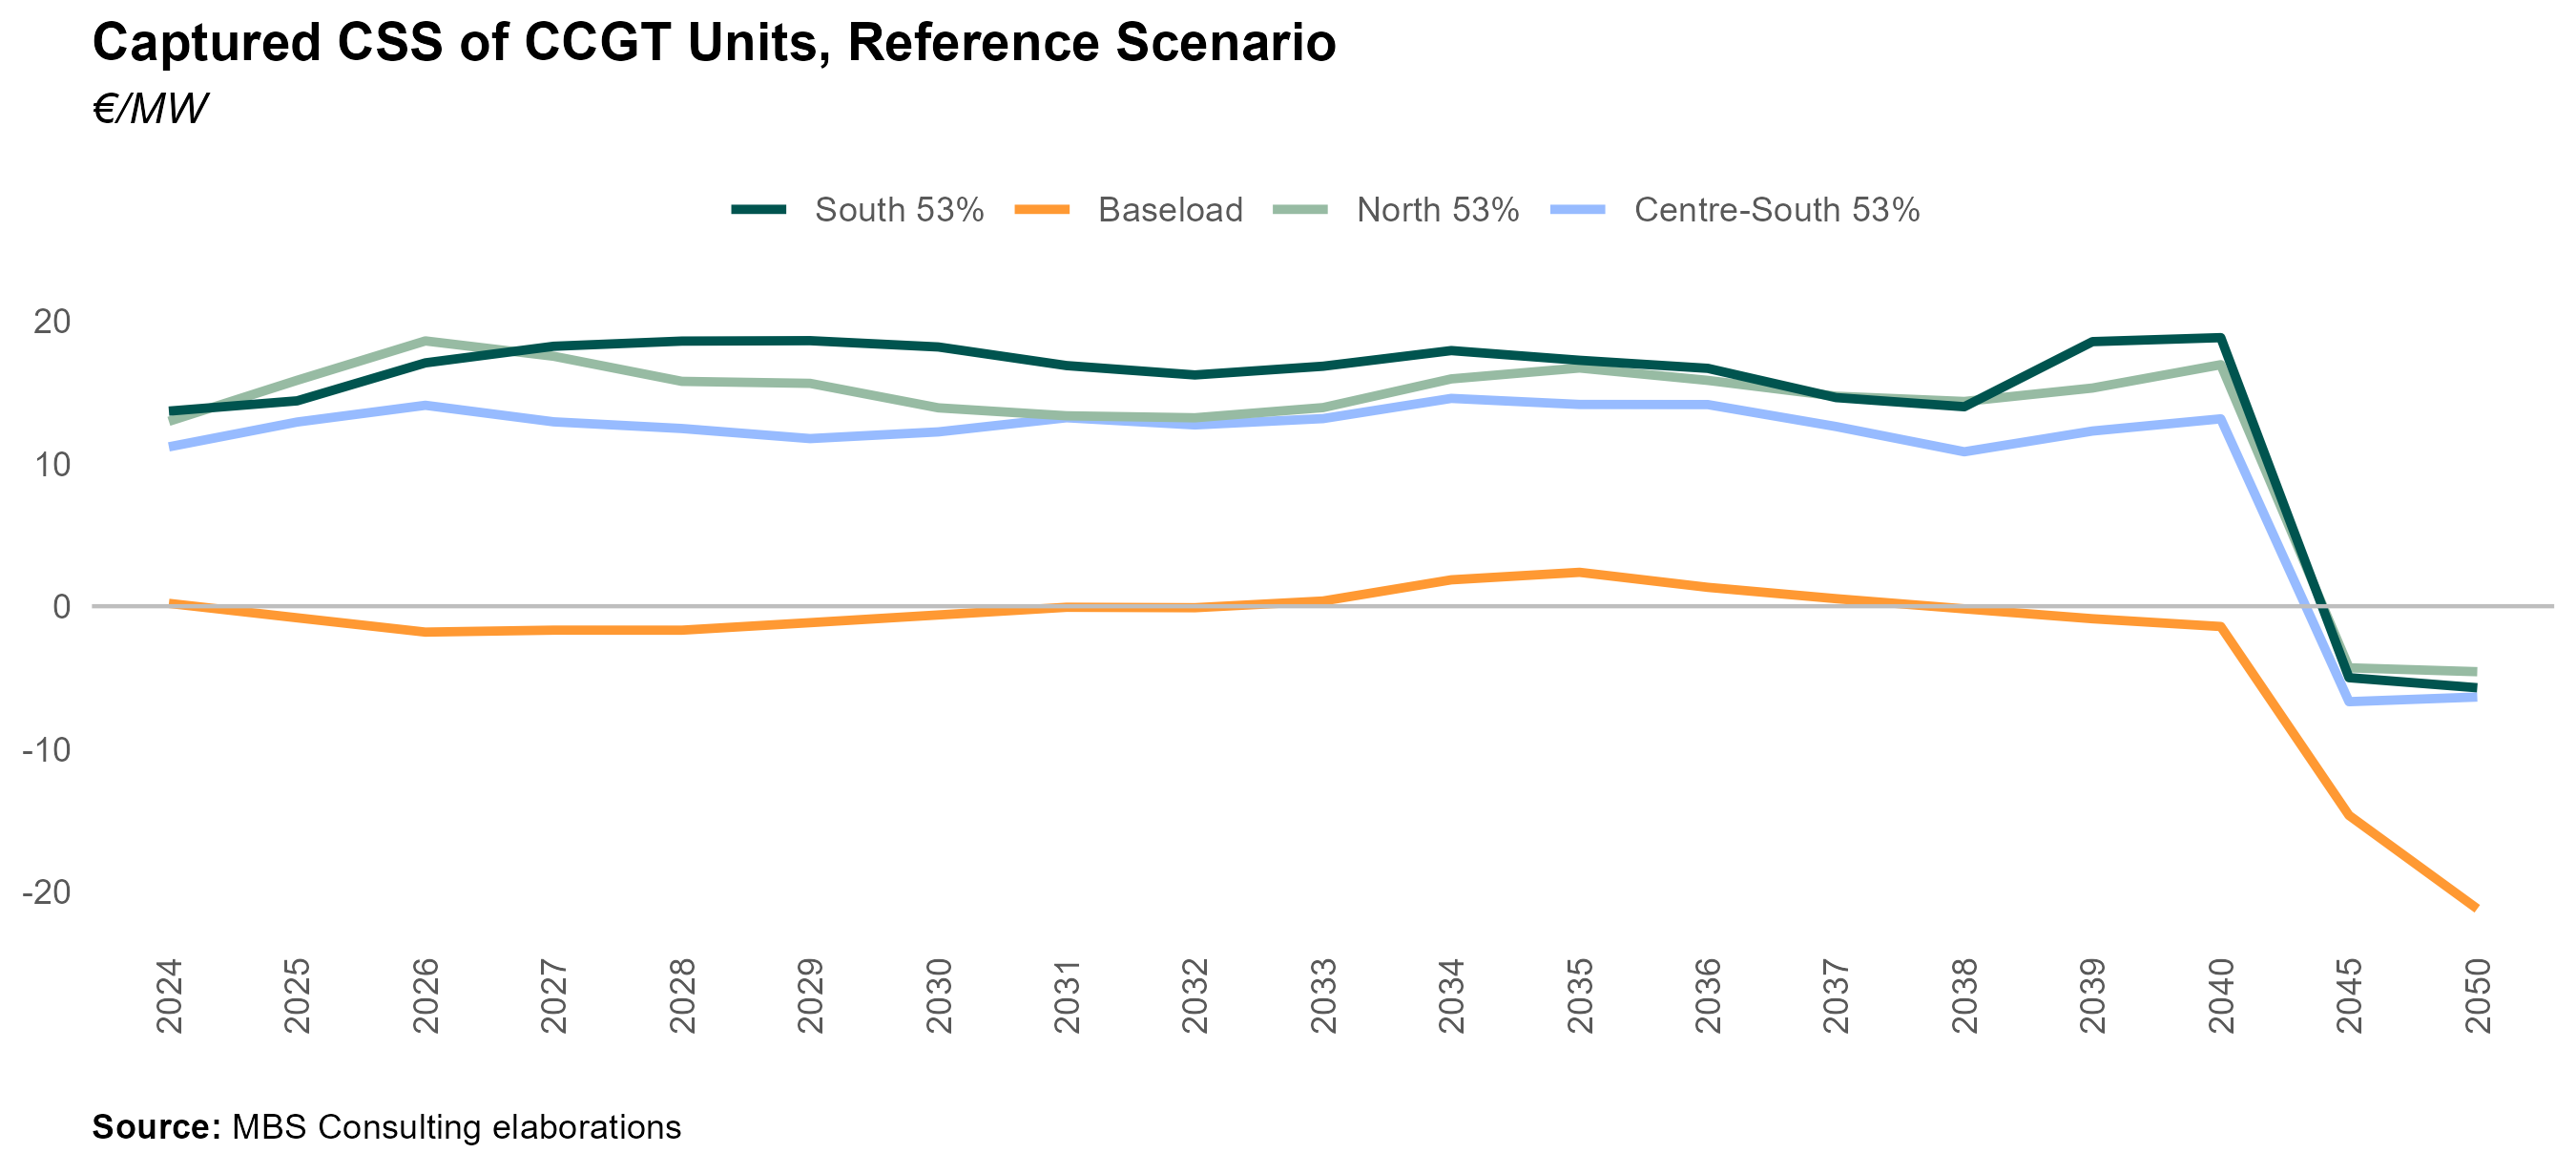 Captured CSS of CCGT Units, Reference Scenario
€/MW
South 53% Baseload North 53% Centre-South 53%
20
10
0
-10
-20
2024 2025 2026 2027 2028 2029 2030 2031 2032 2033 2034 2035 2036 2037 2038 2039 2040 2045 2050
Source: MBS Consulting elaborations